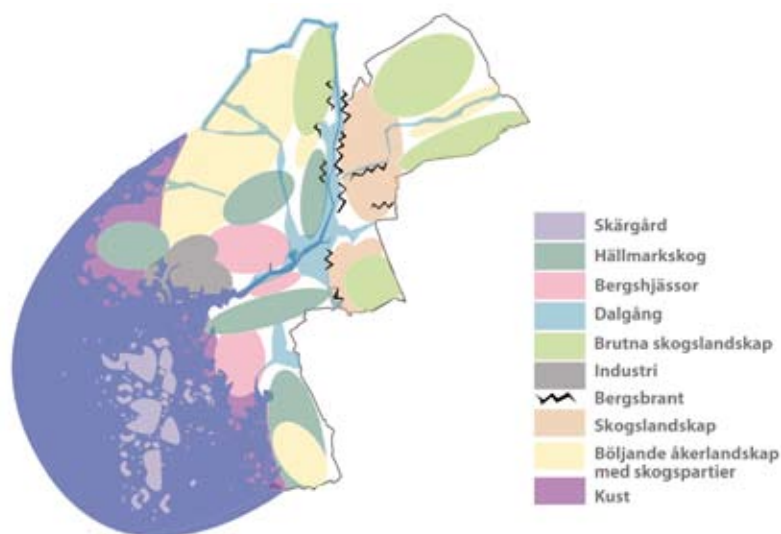 Skärgård
Hällmarkskog
Bergshjässor
Dalgång
Brutna skogslandskap
Industri
Bergsbrant
Skogslandskap
Böljande åkerlandskap
med skogspartier
Kust